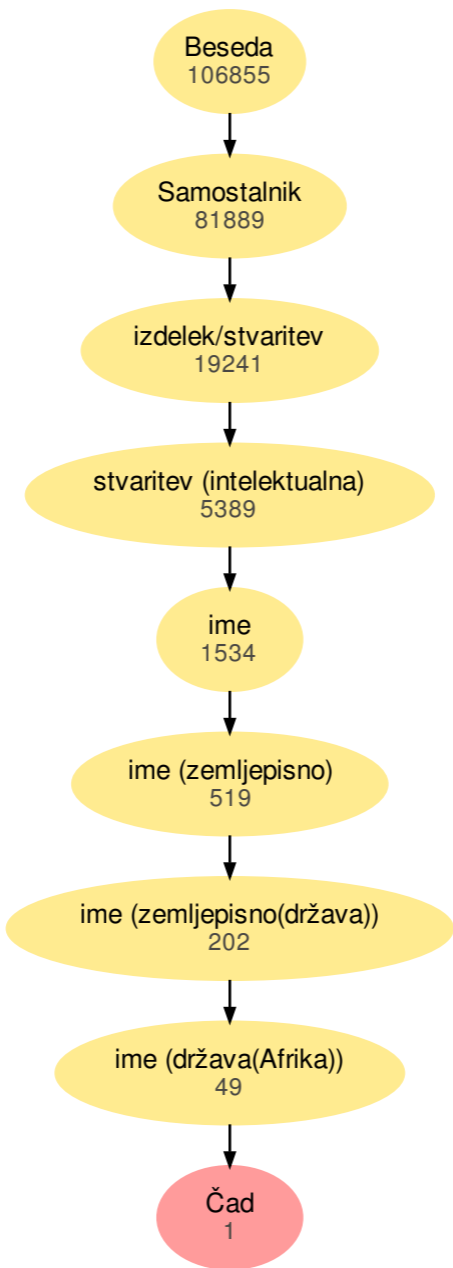 Beseda
106855
Samostalnik
81889
izdelek/stvaritev
19241
stvaritev (intelektualna)
5389
ime
1534
ime (zemljepisno)
519
ime (zemljepisno(država))
202
ime (država(Afrika))
49
Čad
1